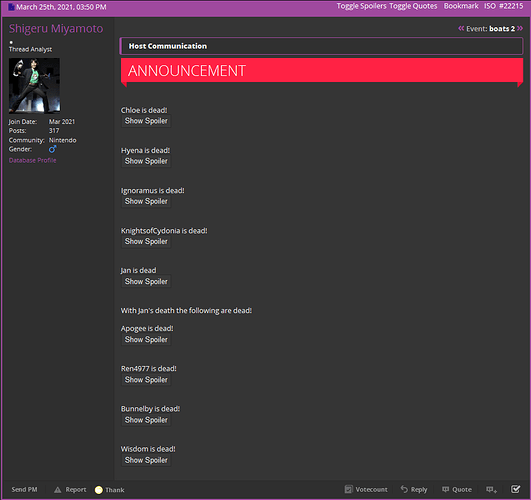 March 25th, 2021, 03:50 PM
Toggle Spoilers Toggle Quotes Bookmark ISO #22215
Shigeru Miyamoto
Thread Analyst
Join Date: Mar 2021
Posts: 317
Community: Nintendo
Gender:
Database Profile
Event: boats 2
Host Communication
ANNOUNCEMENT
Chloe is dead!
Show Spoiler
Hyena is dead!
Show Spoiler
Ignoramus is dead!
Show Spoiler
KnightsofCydonia is dead!
Show Spoiler
Jan is dead
Show Spoiler
With Jan's death the following are dead!
Apogee is dead!
Show Spoiler
Ren4977 is dead!
Show Spoiler
Bunnelby is dead!
Show Spoiler
Wisdom is dead!
Show Spoiler
Send PM Report Thank
Votecount Reply Quote